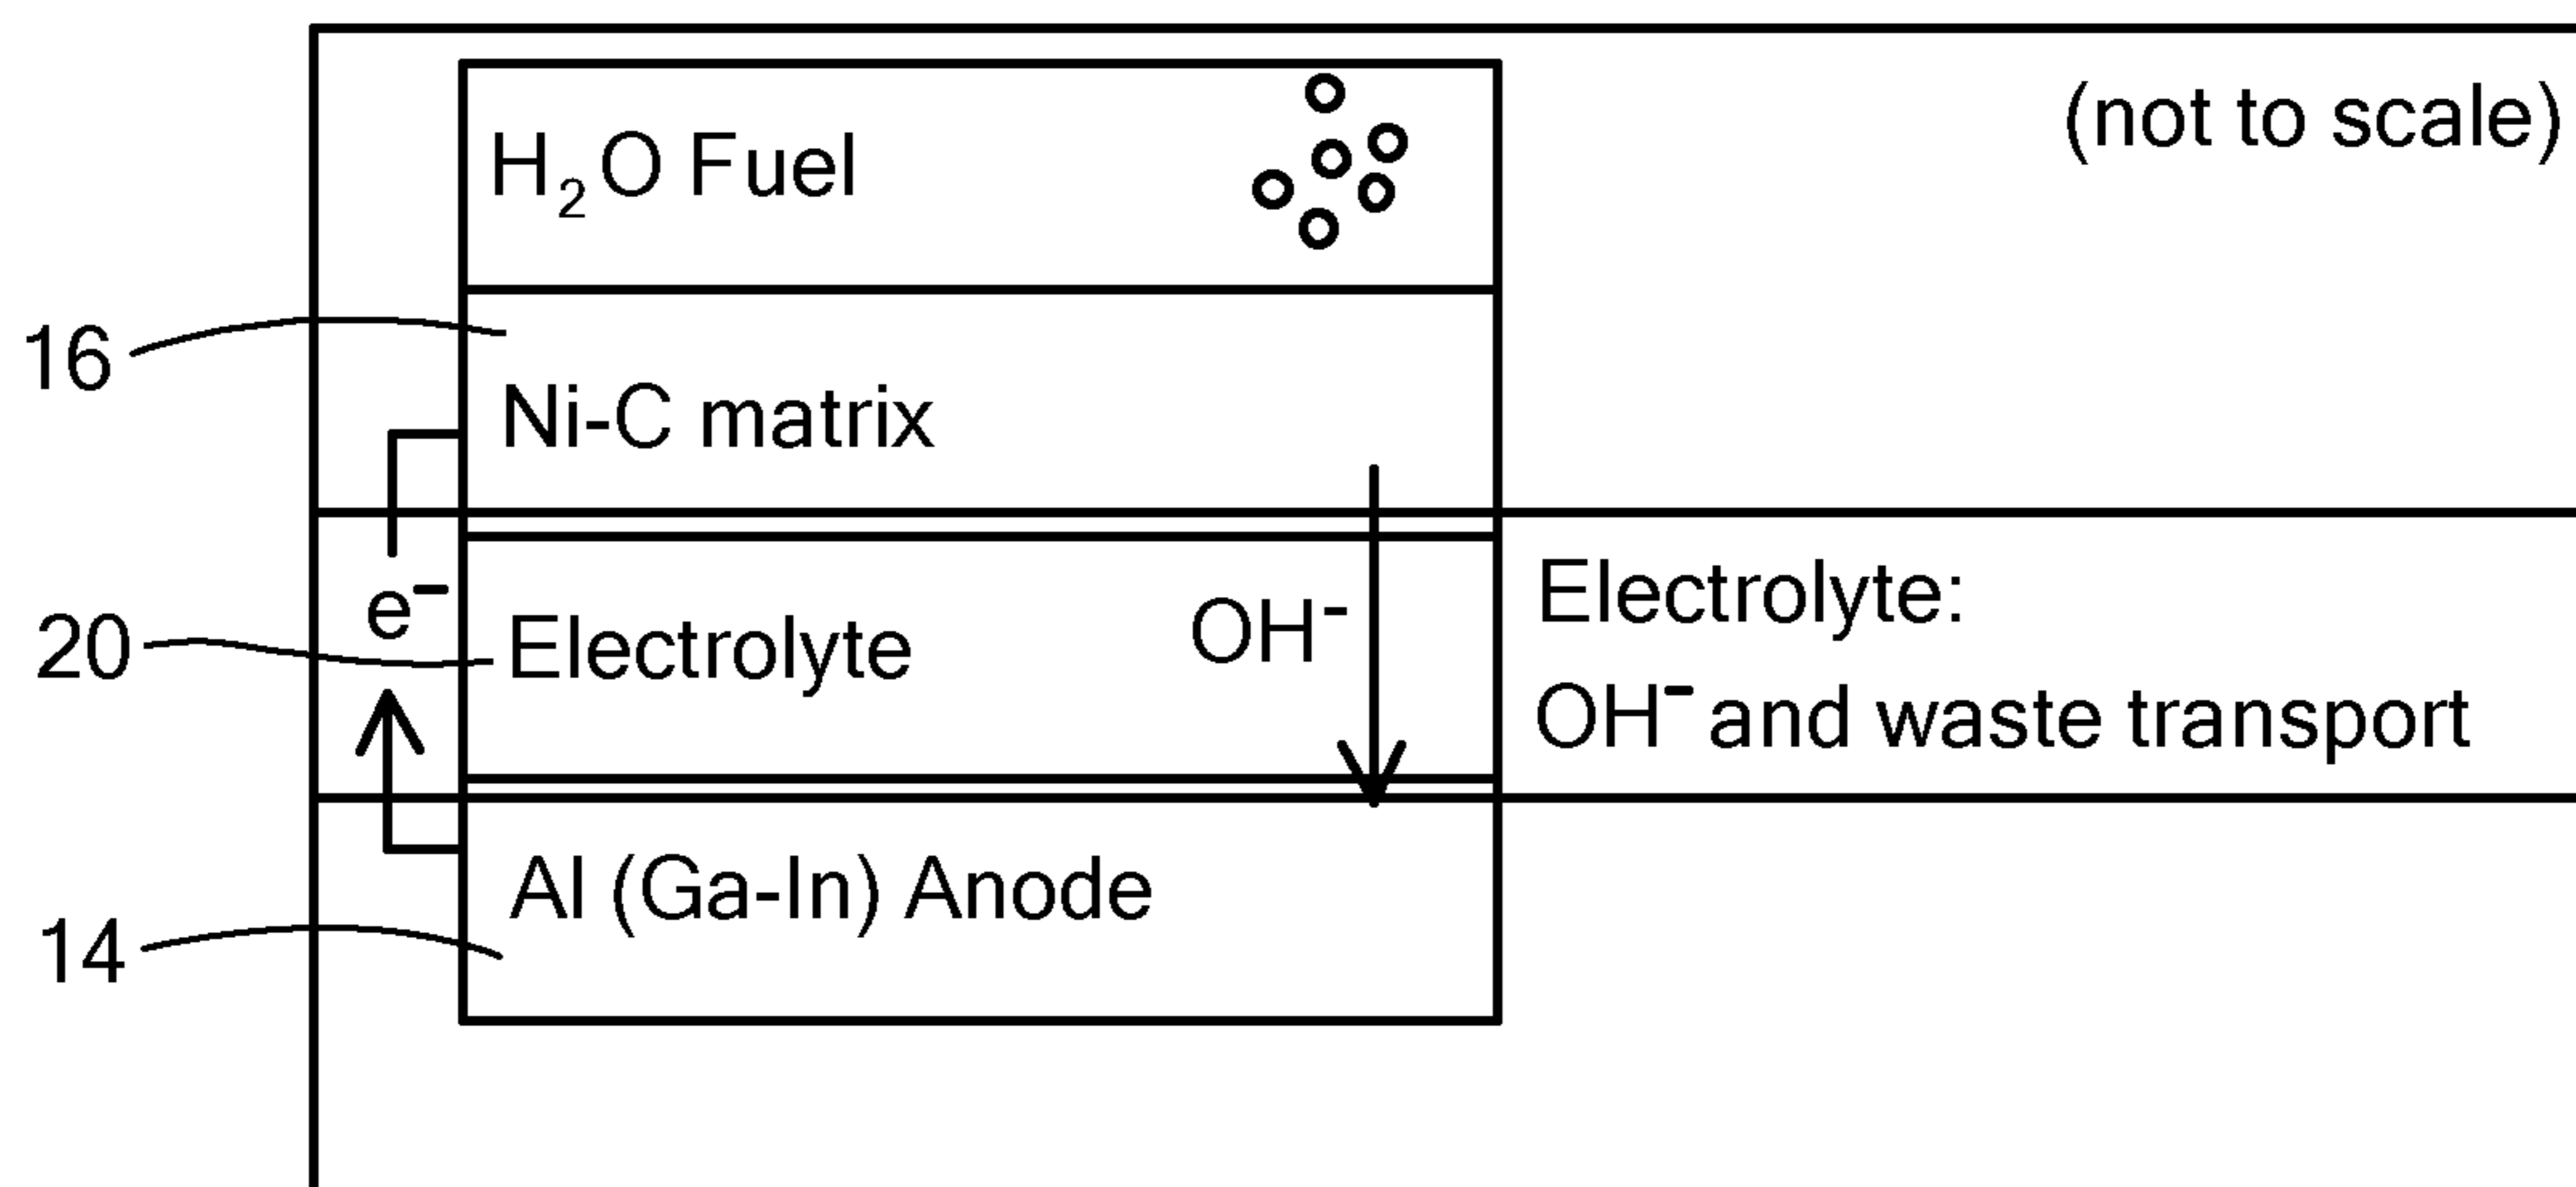 (not to scale)
H₂O Fuel
16
Ni-C matrix
e⁻
20
Electrolyte
OH⁻
Electrolyte:
OH⁻ and waste transport
Al (Ga-In) Anode
14